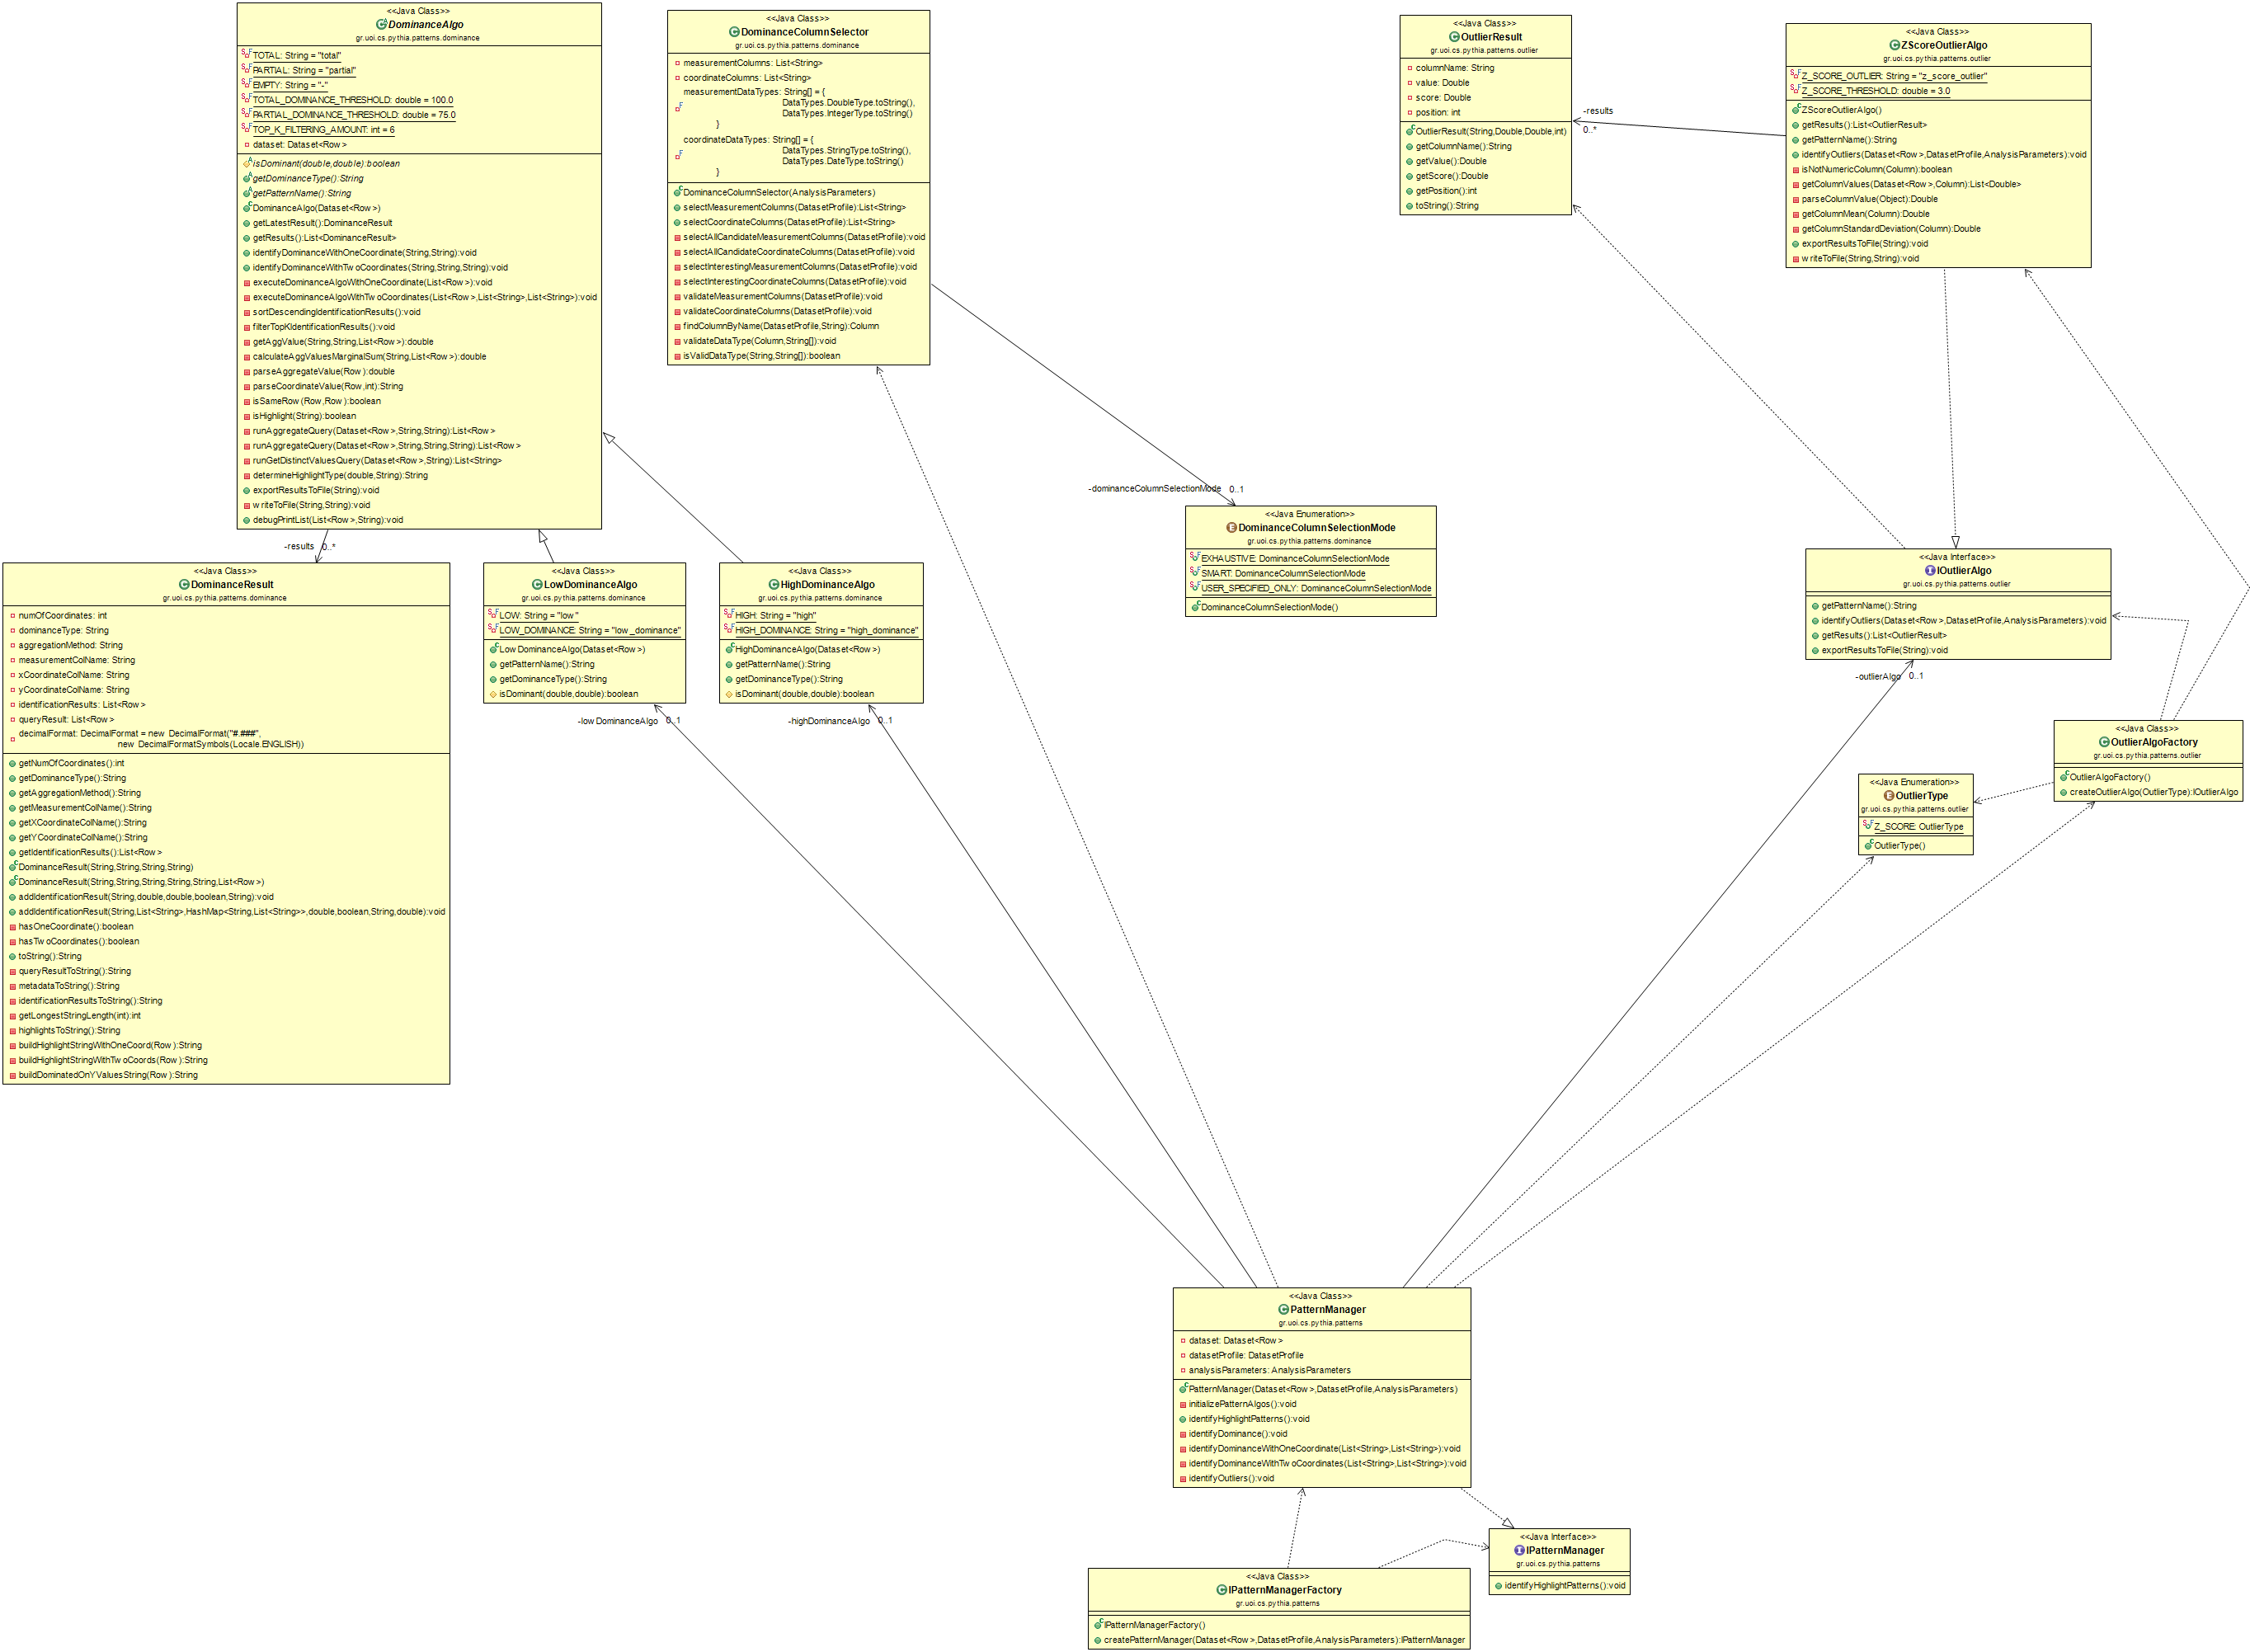 <<Java Class>>
DominanceAlgo
gr.uoi.cs.pythia.patterns.dominance
TOTAL: String = "total"
PARTIAL: String = "partial"
EMPTY: String = "-"
TOTAL_DOMINANCE_THRESHOLD: double = 100.0
PARTIAL_DOMINANCE_THRESHOLD: double = 75.0
TOP_K_FILTERING_AMOUNT: int = 6
dataset: Dataset<Row>
isDominant(double,double):boolean
getDominanceType():String
getPatternName():String
DominanceAlgo(Dataset<Row>)
getLatestResult():DominanceResult
getResults():List<DominanceResult>
identifyDominanceWithOneCoordinate(String,String):void
identifyDominanceWithTwoCoordinates(String,String,String):void
executeDominanceAlgoWithOneCoordinate(List<Row>):void
executeDominanceAlgoWithTwoCoordinates(List<Row>,List<String>,List<String>):void
sortDescendingIdentificationResults():void
filterTopKIdentificationResults():void
getAggValue(String,String,List<Row>):double
calculateAggValuesMarginalSum(String,List<Row>):double
parseAggregateValue(Row):double
parseCoordinateValue(Row,int):String
isSameRow(Row,Row):boolean
isHighlight(String):boolean
runAggregateQuery(Dataset<Row>,String,String):List<Row>
runAggregateQuery(Dataset<Row>,String,String,String):List<Row>
runGetDistinctValuesQuery(Dataset<Row>,String):List<String>
determineHighlightType(double,String):String
exportResultsToFile(String):void
writeToFile(String,String):void
debugPrintList(List<Row>,String):void
<<Java Class>>
DominanceColumnSelector
gr.uoi.cs.pythia.patterns.dominance
measurementColumns: List<String>
coordinateColumns: List<String>
measurementDataTypes: String[] = {
DataTypes.DoubleType.toString(),
DataTypes.IntegerType.toString()
}
coordinateDataTypes: String[] = {
DataTypes.StringType.toString(),
DataTypes.DateType.toString()
}
DominanceColumnSelector(AnalysisParameters)
selectMeasurementColumns(DatasetProfile):List<String>
selectCoordinateColumns(DatasetProfile):List<String>
selectAllCandidateMeasurementColumns(DatasetProfile):void
selectAllCandidateCoordinateColumns(DatasetProfile):void
selectInterestingMeasurementColumns(DatasetProfile):void
selectInterestingCoordinateColumns(DatasetProfile):void
validateMeasurementColumns(DatasetProfile):void
validateCoordinateColumns(DatasetProfile):void
findColumnByName(DatasetProfile,String):Column
validateDataType(Column,String[]):void
isValidDataType(String,String[]):boolean
<<Java Class>>
OutlierResult
gr.uoi.cs.pythia.patterns.outlier
columnName: String
value: Double
score: Double
position: int
OutlierResult(String,Double,Double,int)
getColumnName():String
getValue():Double
getScore():Double
getPosition():int
toString():String
-results
0..*
<<Java Class>>
ZScoreOutlierAlgo
gr.uoi.cs.pythia.patterns.outlier
Z_SCORE_OUTLIER: String = "z_score_outlier"
Z_SCORE_THRESHOLD: double = 3.0
ZScoreOutlierAlgo()
getResults():List<OutlierResult>
getPatternName():String
identifyOutliers(Dataset<Row>,DatasetProfile,AnalysisParameters):void
isNotNumericColumn(Column):boolean
getColumnValues(Dataset<Row>,Column):List<Double>
parseColumnValue(Object):Double
getColumnMean(Column):Double
getColumnStandardDeviation(Column):Double
exportResultsToFile(String):void
writeToFile(String,String):void
-dominanceColumnSelectionMode 0..1
<<Java Enumeration>>
DominanceColumnSelectionMode
gr.uoi.cs.pythia.patterns.dominance
EXHAUSTIVE: DominanceColumnSelectionMode
SMART: DominanceColumnSelectionMode
USER_SPECIFIED_ONLY: DominanceColumnSelectionMode
DominanceColumnSelectionMode()
-results 0..*
<<Java Class>>
DominanceResult
gr.uoi.cs.pythia.patterns.dominance
numOfCoordinates: int
dominanceType: String
aggregationMethod: String
measurementColName: String
xCoordinateColName: String
yCoordinateColName: String
identificationResults: List<Row>
queryResult: List<Row>
decimalFormat: DecimalFormat = new DecimalFormat("#.###",
new DecimalFormatSymbols(Locale.ENGLISH))
getNumOfCoordinates():int
getDominanceType():String
getAggregationMethod():String
getMeasurementColName():String
getXCoordinateColName():String
getYCoordinateColName():String
getIdentificationResults():List<Row>
DominanceResult(String,String,String,String)
DominanceResult(String,String,String,String,String,List<Row>)
addIdentificationResult(String,double,double,boolean,String):void
addIdentificationResult(String,List<String>,HashMap<String,List<String>>,double,boolean,String,double):void
hasOneCoordinate():boolean
hasTwoCoordinates():boolean
toString():String
queryResultToString():String
metadataToString():String
identificationResultsToString():String
getLongestStringLength(int):int
highlightsToString():String
buildHighlightStringWithOneCoord(Row):String
buildHighlightStringWithTwoCoords(Row):String
buildDominatedOnYValuesString(Row):String
<<Java Class>>
LowDominanceAlgo
gr.uoi.cs.pythia.patterns.dominance
LOW: String = "low"
LOW_DOMINANCE: String = "low_dominance"
LowDominanceAlgo(Dataset<Row>)
getPatternName():String
getDominanceType():String
isDominant(double,double):boolean
-lowDominanceAlgo 0..1
<<Java Class>>
HighDominanceAlgo
gr.uoi.cs.pythia.patterns.dominance
HIGH: String = "high"
HIGH_DOMINANCE: String = "high_dominance"
HighDominanceAlgo(Dataset<Row>)
getPatternName():String
getDominanceType():String
isDominant(double,double):boolean
-highDominanceAlgo 0..1
<<Java Interface>>
IOutlierAlgo
gr.uoi.cs.pythia.patterns.outlier
getPatternName():String
identifyOutliers(Dataset<Row>,DatasetProfile,AnalysisParameters):void
getResults():List<OutlierResult>
exportResultsToFile(String):void
-outlierAlgo 0..1
<<Java Class>>
OutlierAlgoFactory
gr.uoi.cs.pythia.patterns.outlier
OutlierAlgoFactory()
createOutlierAlgo(OutlierType):IOutlierAlgo
<<Java Enumeration>>
OutlierType
gr.uoi.cs.pythia.patterns.outlier
Z_SCORE: OutlierType
OutlierType()
<<Java Class>>
PatternManager
gr.uoi.cs.pythia.patterns
dataset: Dataset<Row>
datasetProfile: DatasetProfile
analysisParameters: AnalysisParameters
PatternManager(Dataset<Row>,DatasetProfile,AnalysisParameters)
initializePatternAlgos():void
identifyHighlightPatterns():void
identifyDominance():void
identifyDominanceWithOneCoordinate(List<String>,List<String>):void
identifyDominanceWithTwoCoordinates(List<String>,List<String>):void
identifyOutliers():void
<<Java Interface>>
IPatternManager
gr.uoi.cs.pythia.patterns
identifyHighlightPatterns():void
<<Java Class>>
IPatternManagerFactory
gr.uoi.cs.pythia.patterns
IPatternManagerFactory()
createPatternManager(Dataset<Row>,DatasetProfile,AnalysisParameters):IPatternManager